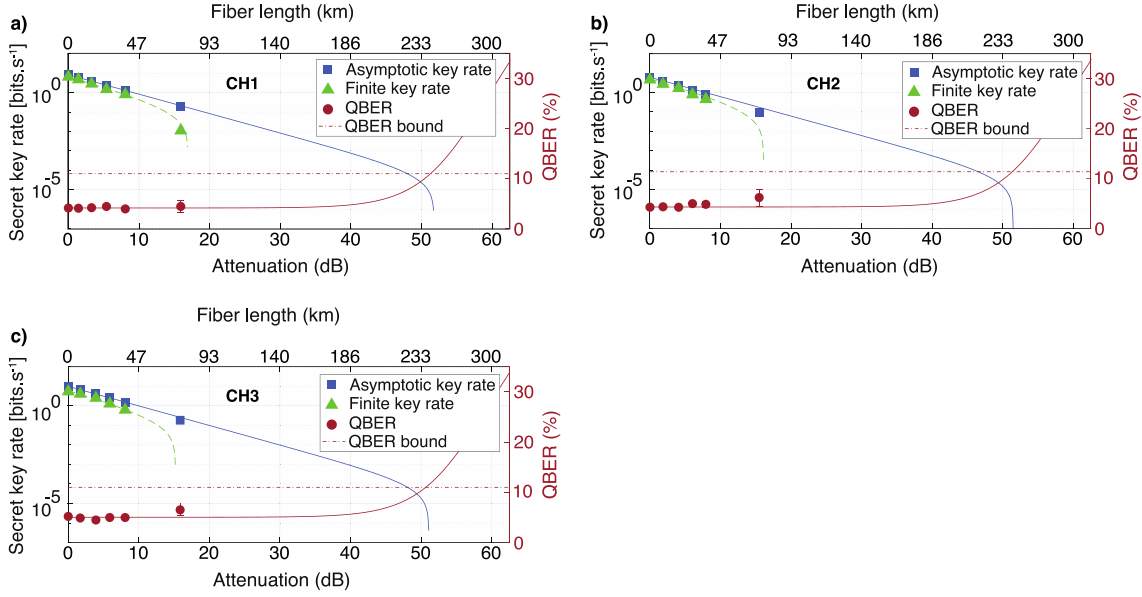 Fiber length (km)
a)
0 47 93 140 186 233 300
Secret key rate [bits.s⁻¹]
10⁰
10⁻⁵
CH1
Asymptotic key rate
Finite key rate
QBER
QBER bound
30
20
10
0
QBER (%)
0 10 20 30 40 50 60
Attenuation (dB)
Fiber length (km)
b)
0 47 93 140 186 233 300
Secret key rate [bits.s⁻¹]
10⁰
10⁻⁵
CH2
Asymptotic key rate
Finite key rate
QBER
QBER bound
30
20
10
0
QBER (%)
0 10 20 30 40 50 60
Attenuation (dB)
Fiber length (km)
c)
0 47 93 140 186 244 300
Secret key rate [bits.s⁻¹]
10⁰
10⁻⁵
CH3
Asymptotic key rate
Finite key rate
QBER
QBER bound
30
20
10
0
QBER (%)
0 10 20 30 40 50 60
Attenuation (dB)